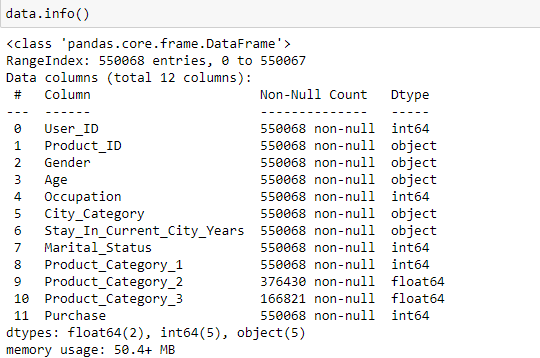 data.info()
<class 'pandas.core.frame.DataFrame'>
RangeIndex: 550068 entries, 0 to 550067
Data columns (total 12 columns):
 #   Column                      Non-Null Count   Dtype
---  ------                      --------------   -----
 0   User_ID                     550068 non-null  int64
 1   Product_ID                  550068 non-null  object
 2   Gender                      550068 non-null  object
 3   Age                         550068 non-null  object
 4   Occupation                  550068 non-null  int64
 5   City_Category               550068 non-null  object
 6   Stay_In_Current_City_Years  550068 non-null  object
 7   Marital_Status              550068 non-null  int64
 8   Product_Category_1          550068 non-null  int64
 9   Product_Category_2          376430 non-null  float64
 10  Product_Category_3          166821 non-null  float64
 11  Purchase                    550068 non-null  int64
dtypes: float64(2), int64(5), object(5)
memory usage: 50.4+ MB